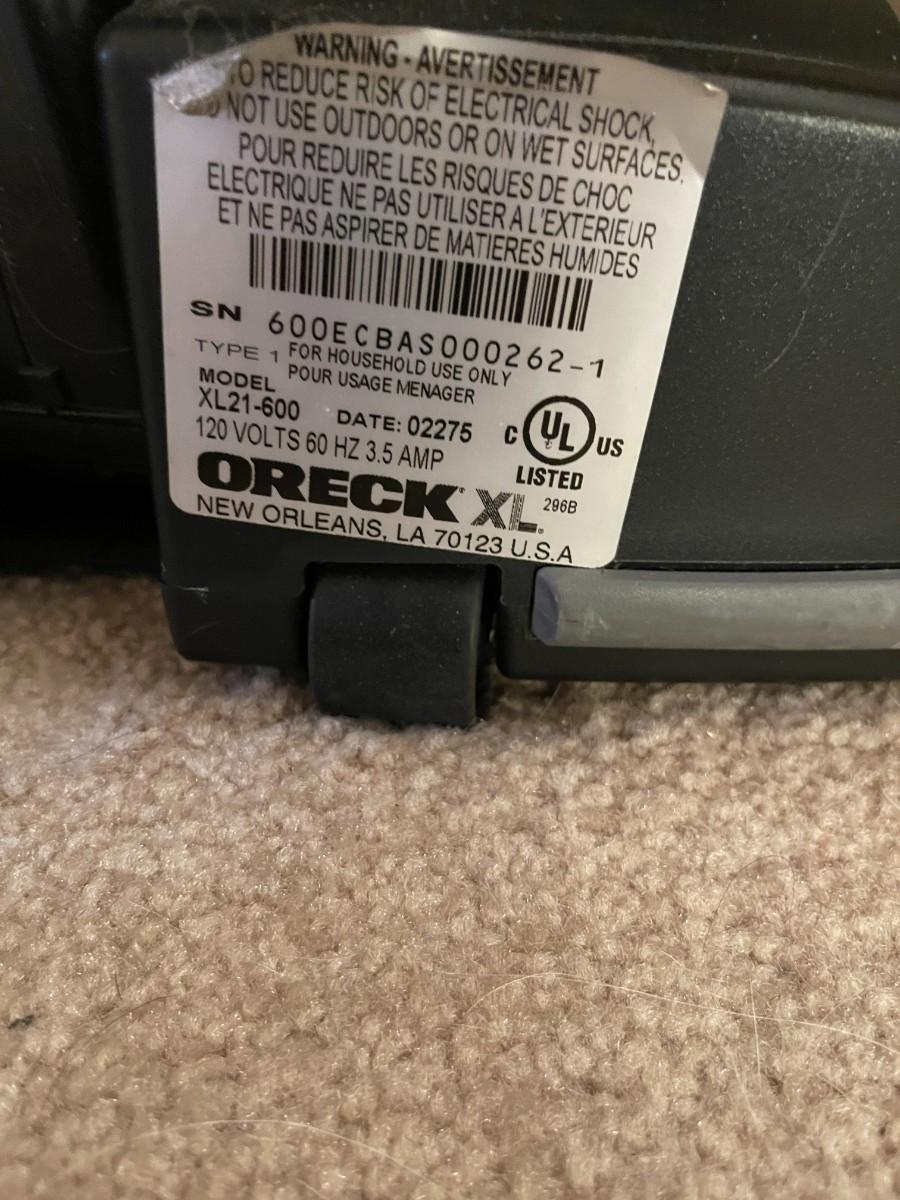 WARNING - AVERTISSEMENT
TO REDUCE RISK OF ELECTRICAL SHOCK,
DO NOT USE OUTDOORS OR ON WET SURFACES.
POUR REDUIRE LES RISQUES DE CHOC
ELECTRIQUE NE PAS UTILISER A L'EXTERIEUR
ET NE PAS ASPIRER DE MATIERES HUMIDES
SN 600ECBAS000262-1
TYPE 1 FOR HOUSEHOLD USE ONLY
POUR USAGE MENAGER
MODEL
XL21-600 DATE: 02275
120 VOLTS 60 HZ 3.5 AMP
C UL US
LISTED
296B
ORECK XL
NEW ORLEANS, LA 70123 U.S.A